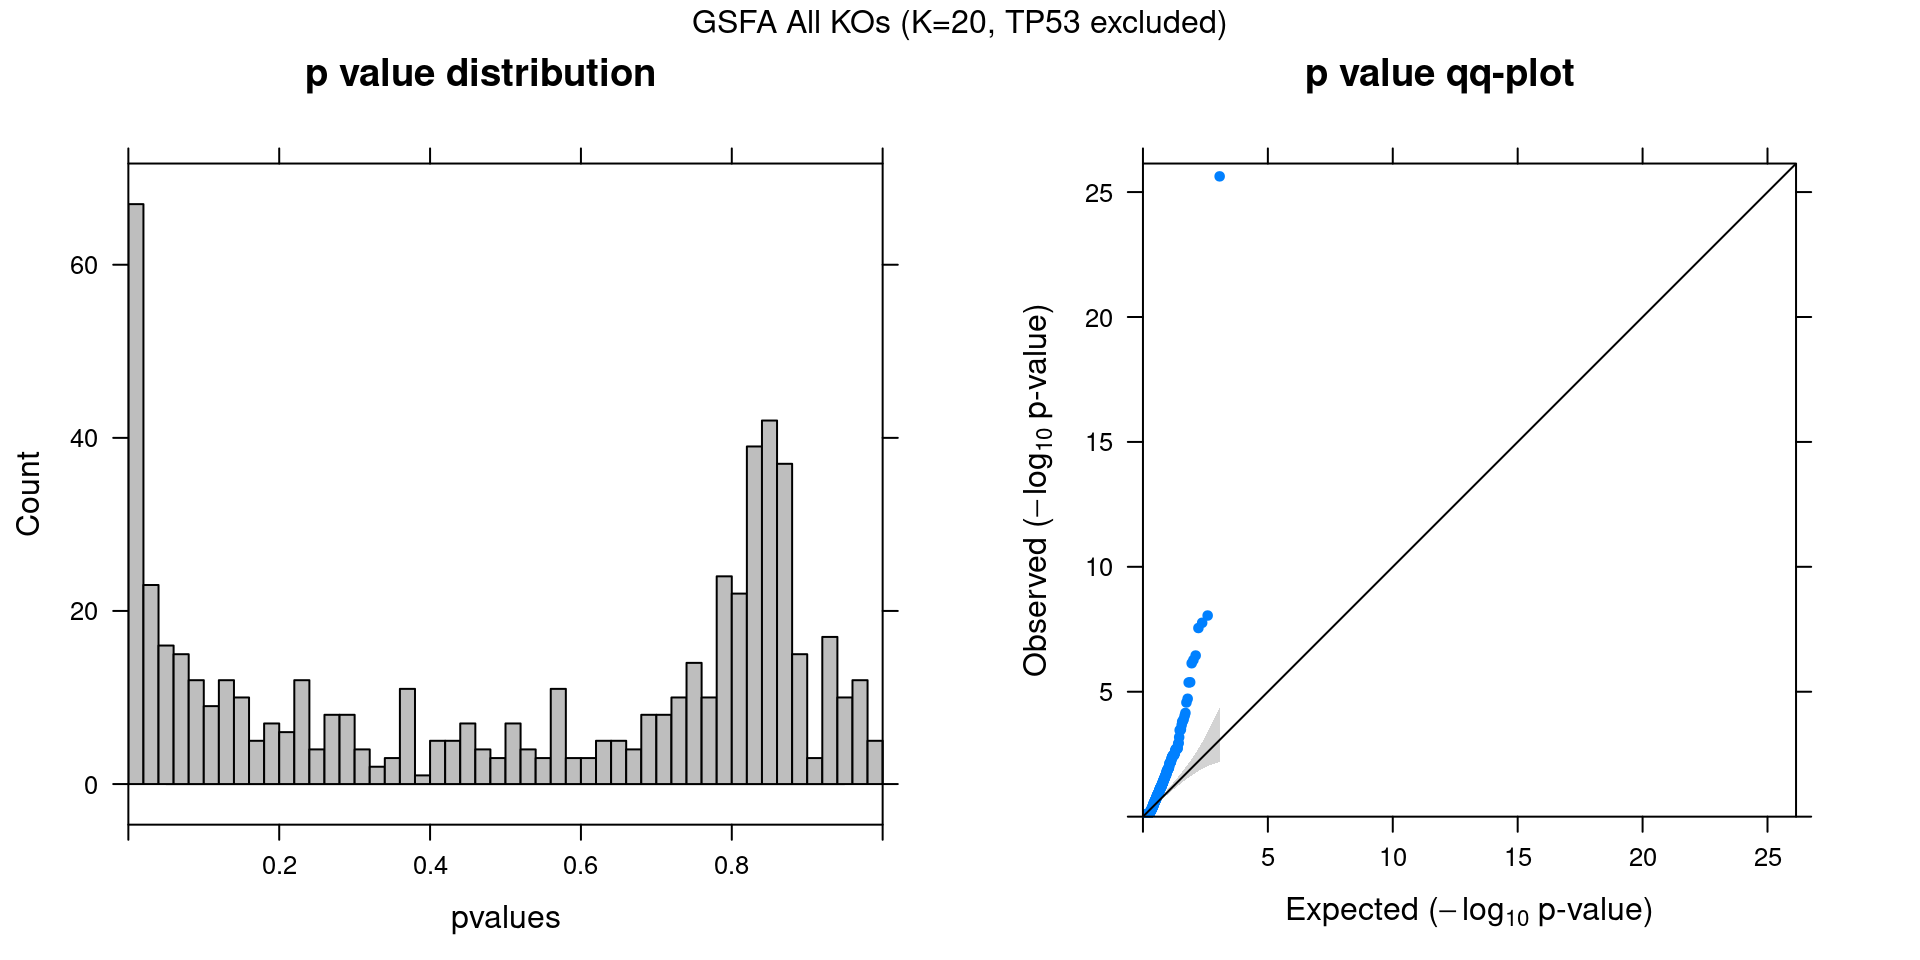 GSFA All KOs (K=20, TP53 excluded)
p value distribution
Count
60
40
20
0
0.2 0.4 0.6 0.8
pvalues
p value qq-plot
Observed (−log10 p-value)
25
20
15
10
5
5 10 15 20 25
Expected (−log10 p-value)